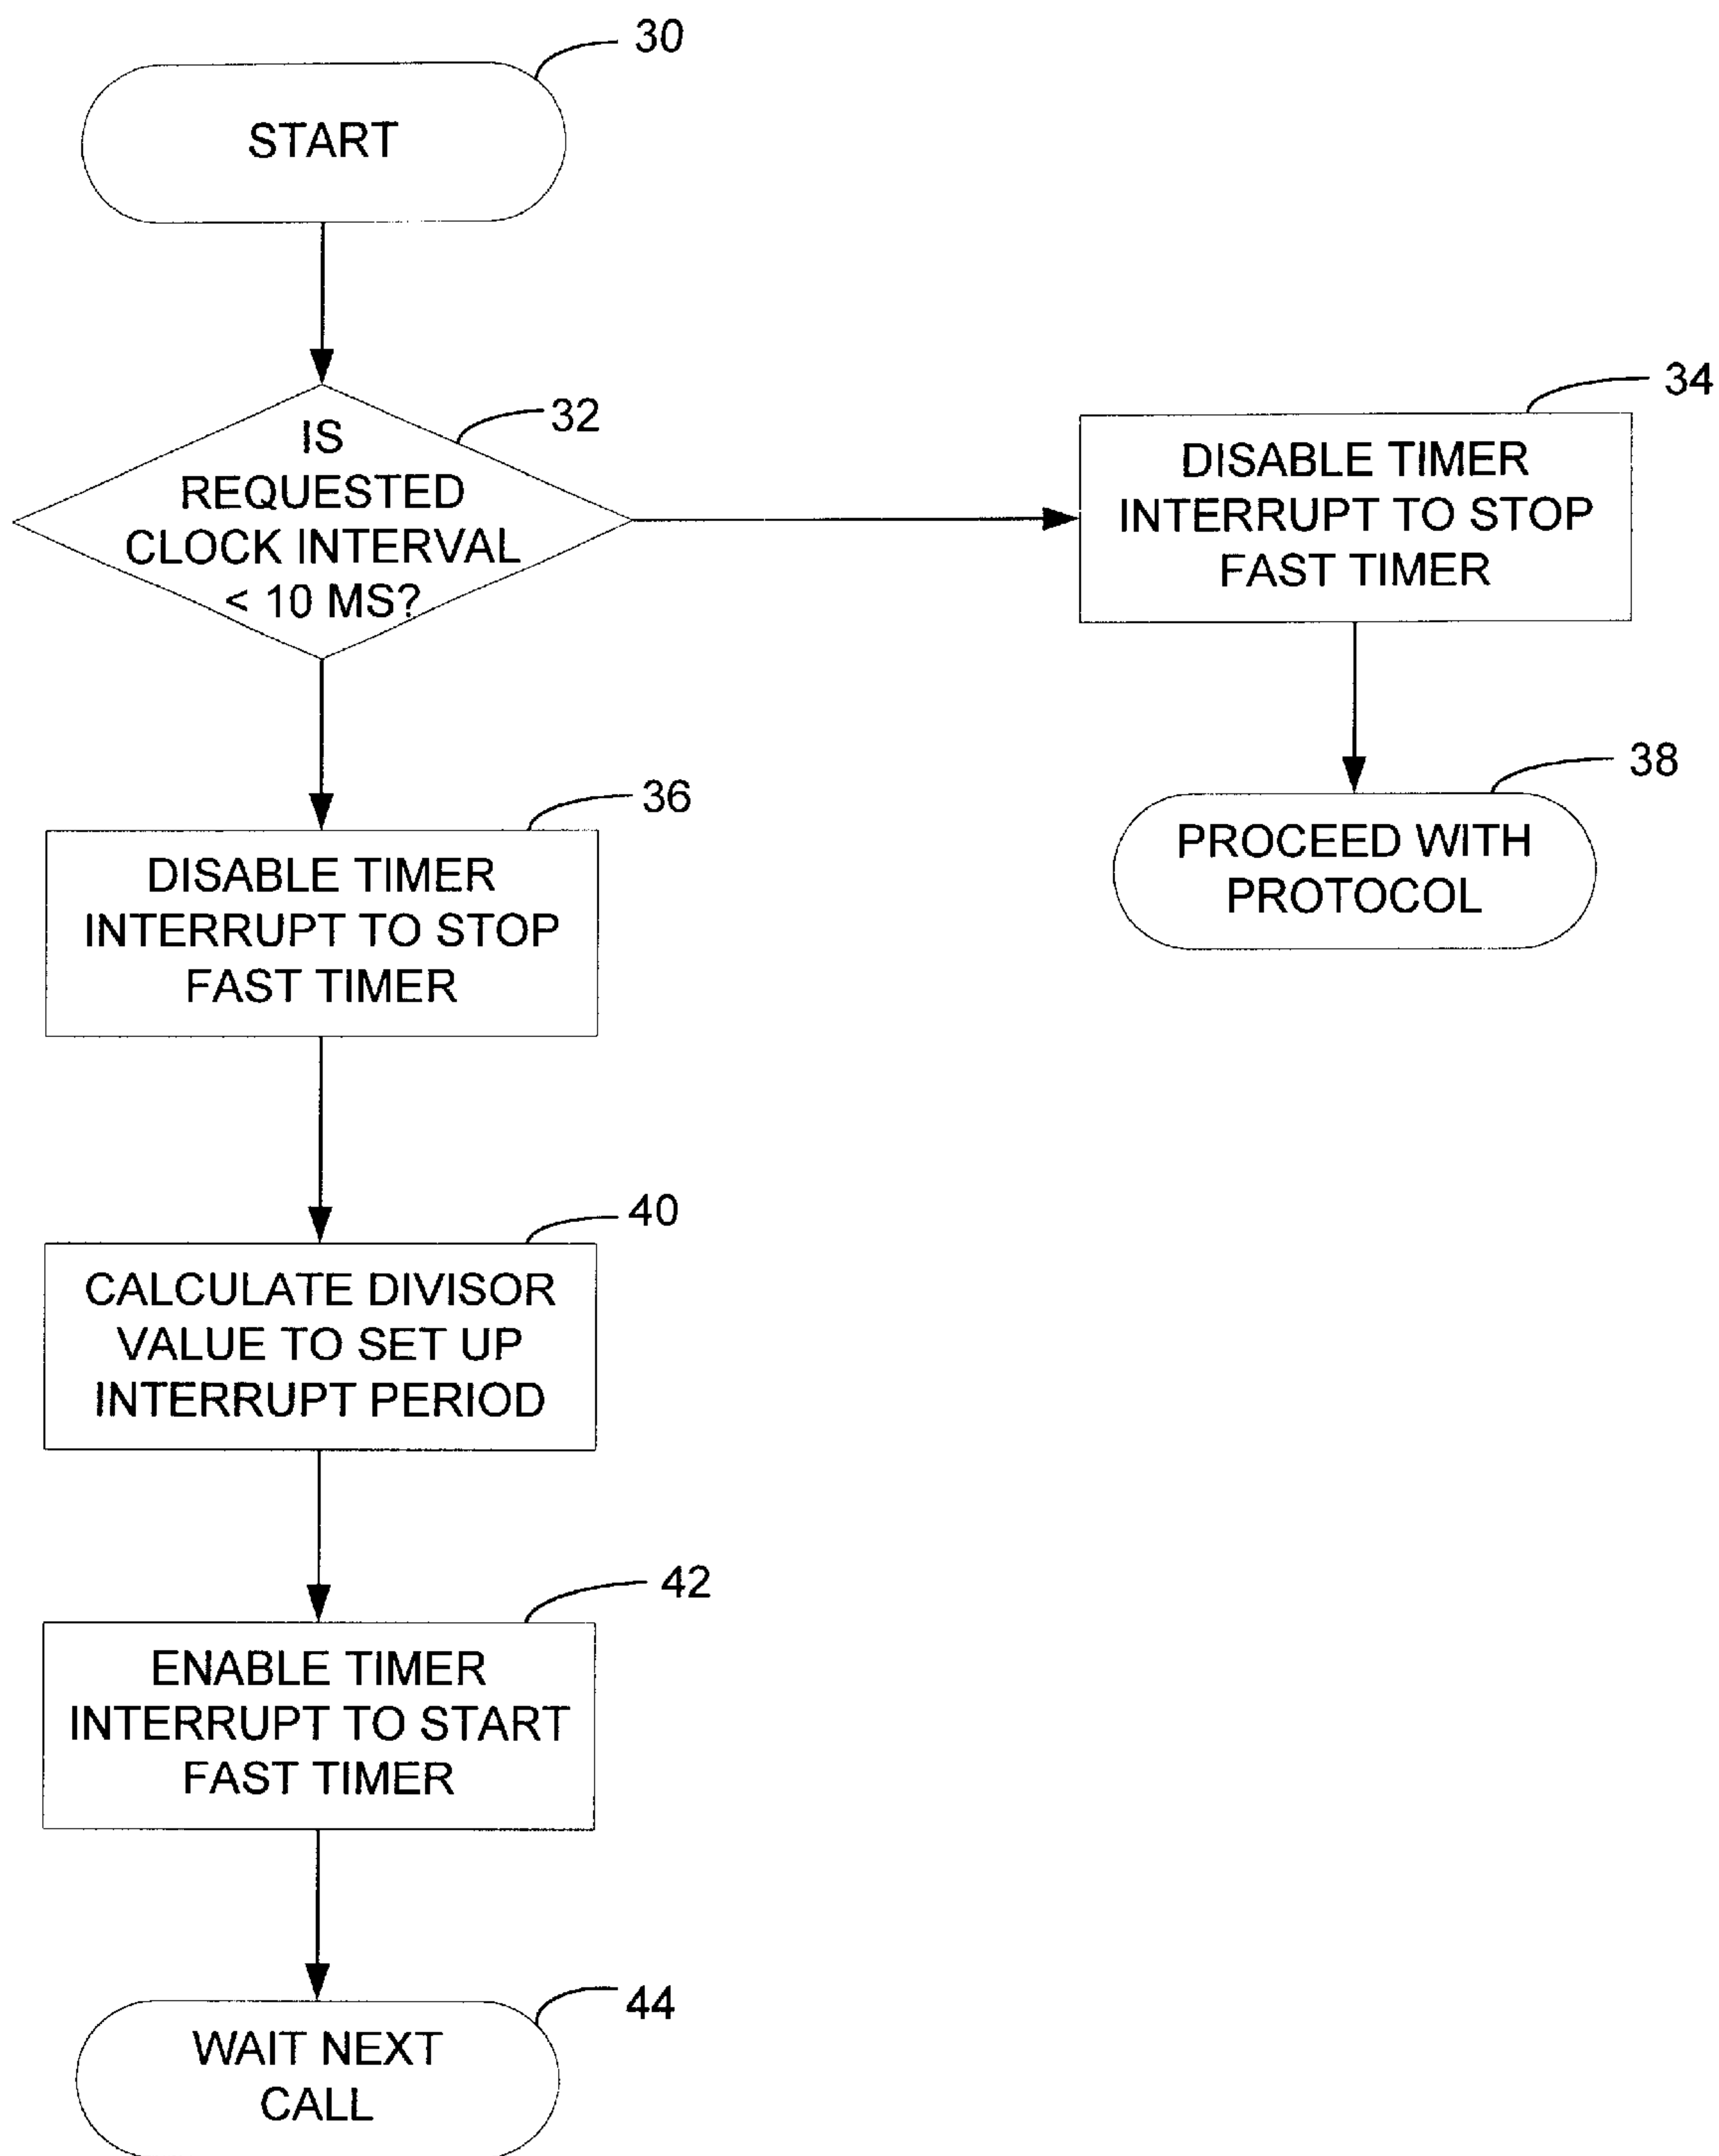 30
START
32
IS
REQUESTED
CLOCK INTERVAL
< 10 MS?
34
DISABLE TIMER
INTERRUPT TO STOP
FAST TIMER
36
DISABLE TIMER
INTERRUPT TO STOP
FAST TIMER
38
PROCEED WITH
PROTOCOL
40
CALCULATE DIVISOR
VALUE TO SET UP
INTERRUPT PERIOD
42
ENABLE TIMER
INTERRUPT TO START
FAST TIMER
44
WAIT NEXT
CALL